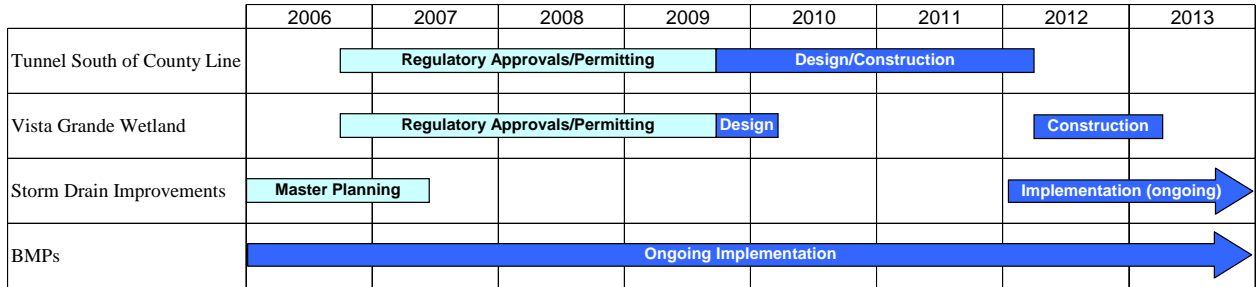 2006 2007 2008 2009 2010 2011 2012 2013
Tunnel South of County Line Regulatory Approvals/Permitting Design/Construction
Vista Grande Wetland Regulatory Approvals/Permitting Design Construction
Storm Drain Improvements Master Planning Implementation (ongoing)
BMPs Ongoing Implementation